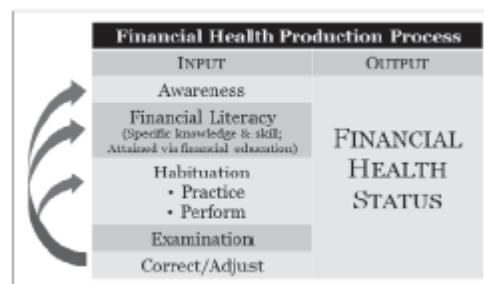 Financial Health Production Process
INPUT
OUTPUT
Awareness
Financial Literacy
(Specific knowledge & skill;
Attained via financial education)
Habituation
• Practice
• Perform
Examination
Correct/Adjust
FINANCIAL
HEALTH
STATUS